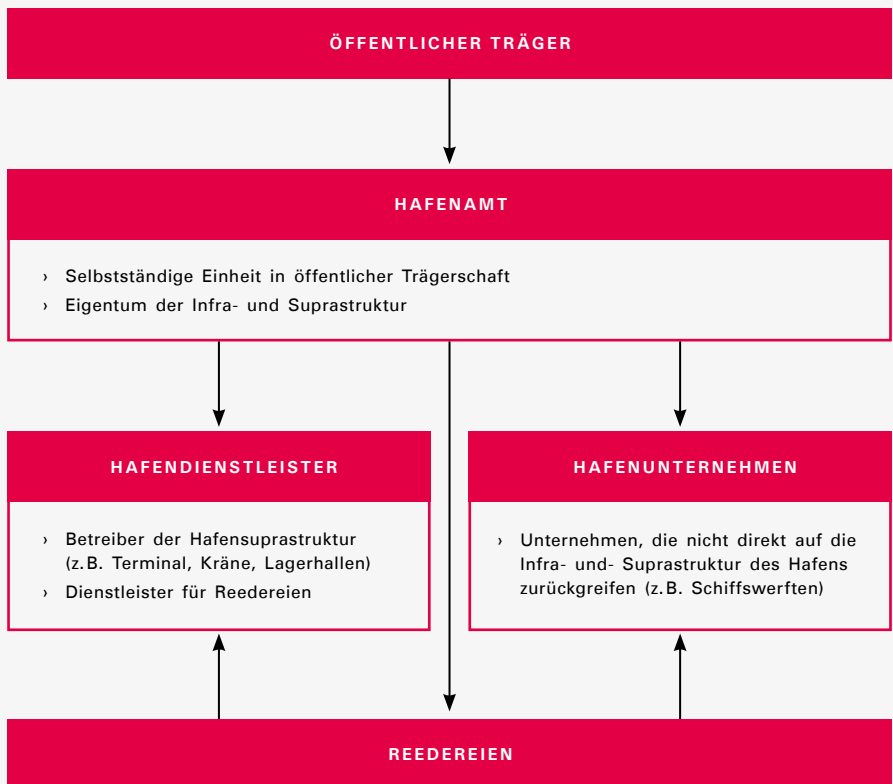 ÖFFENTLICHER TRÄGER
HAFENAMT
› Selbstständige Einheit in öffentlicher Trägerschaft
› Eigentum der Infra- und Suprastruktur
HAFENDIENSTLEISTER
› Betreiber der Hafensuprastruktur
(z.B. Terminal, Kräne, Lagerhallen)
› Dienstleister für Reedereien
HAFENUNTERNEHMEN
› Unternehmen, die nicht direkt auf die
Infra- und- Suprastruktur des Hafens
zurückgreifen (z.B. Schiffswerften)
REEDEREIEN